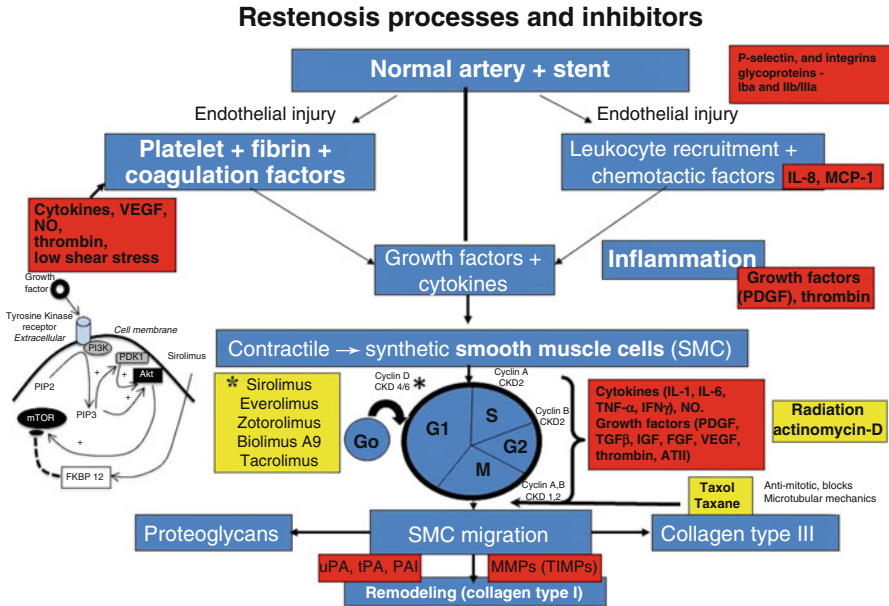 Restenosis processes and inhibitors
Normal artery + stent
P-selectin, and integrins
glycoproteins -
Iba and IIb/IIIa
Endothelial injury
Endothelial injury
Platelet + fibrin +
coagulation factors
Leukocyte recruitment +
chemotactic factors
IL-8, MCP-1
Cytokines, VEGF,
NO,
thrombin,
low shear stress
Growth factors +
cytokines
Inflammation
Growth factors
(PDGF), thrombin
Growth
factor
Tyrosine Kinase
receptor
Extracellular
Cell membrane
PI3K
PDK1
Sirolimus
Akt
PIP2
PIP3
+
+
+
+
mTOR
FKBP 12
Contractile → synthetic smooth muscle cells (SMC)
* Sirolimus
Everolimus
Zotorolimus
Biolimus A9
Tacrolimus
Cyclin D
CKD 4/6 *
Cyclin A
CKD2
Cyclin B
CKD2
Cyclin A,B
CKD 1,2
Go
G1
S
G2
M
Cytokines (IL-1, IL-6,
TNF-α, IFNγ), NO.
Growth factors (PDGF,
TGFβ, IGF, FGF, VEGF,
thrombin, ATII)
Radiation
actinomycin-D
Taxol
Taxane
Anti-mitotic, blocks
Microtubular mechanics
Proteoglycans
SMC migration
Collagen type III
uPA, tPA, PAI
MMPs (TIMPs)
Remodeling (collagen type I)